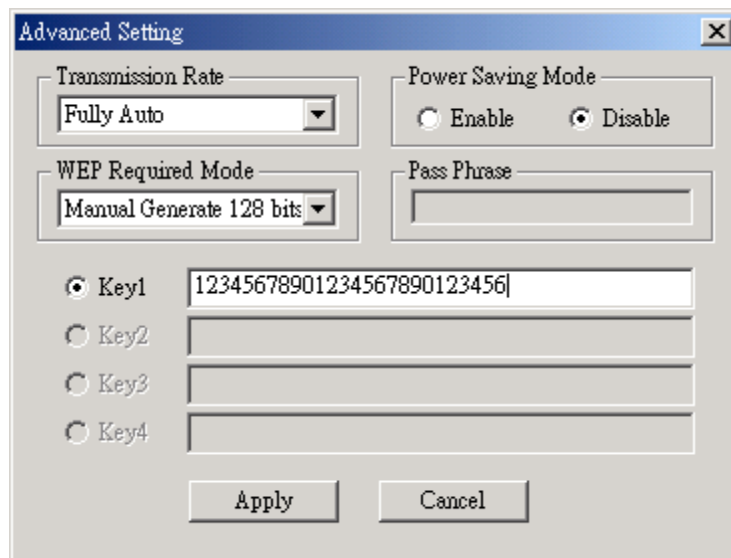 Advanced Setting
Transmission Rate
Fully Auto
Power Saving Mode
Enable
Disable
WEP Required Mode
Manual Generate 128 bits
Pass Phrase
Key1
12345678901234567890123456
Key2
Key3
Key4
Apply
Cancel